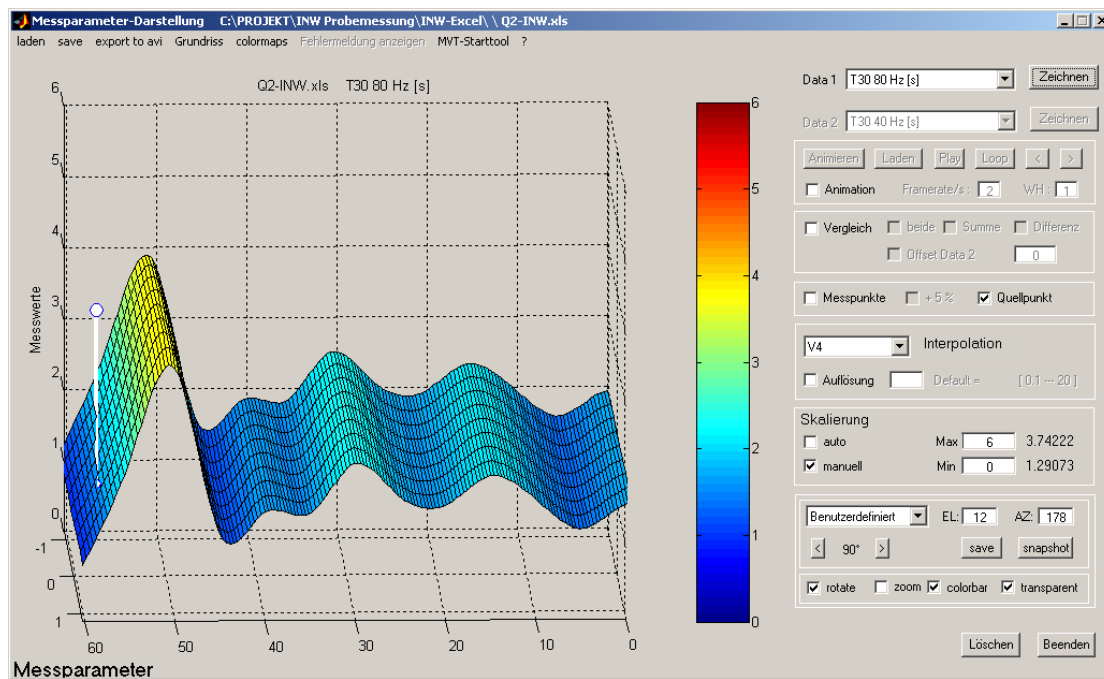 Messparameter-Darstellung C:\PROJEKT\INW Probemessung\INW-Excel\ \ Q2-INW.xls
laden save export to avi Grundriss colormaps Fehlermeldung anzeigen MVT-Starttool ?
Q2-INW.xls T30 80 Hz [s]
Messwerte
6
5
4
3
2
1
0
-1
0
1
60
50
40
30
20
10
0
Messparameter
6
5
4
3
2
1
0
Data 1 T30 80 Hz [s] Zeichnen
Data 2 T30 40 Hz [s] Zeichnen
Animieren Laden Play Loop < >
Animation Framerate/s : 2 WH : 1
Vergleich beide Summe Differenz
Offset Data 2 0
Messpunkte + 5 % Quellpunkt
V4 Interpolation
Auflösung Default = [ 0.1 --- 20 ]
Skalierung
auto Max 6 3.74222
manuell Min 0 1.29073
Benutzerdefiniert EL: 12 AZ: 178
< 90° > save snapshot
rotate zoom colorbar transparent
Löschen Beenden